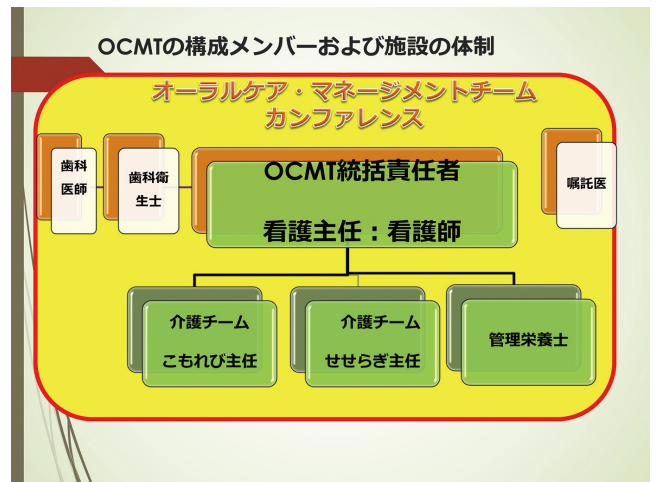 OCMTの構成メンバーおよび施設の体制
オーラルケア・マネージメントチーム
カンファレンス
歯科
医師
歯科衛
生士
OCMT統括責任者
看護主任：看護師
嘱託医
介護チーム
こもれび主任
介護チーム
せせらぎ主任
管理栄養士